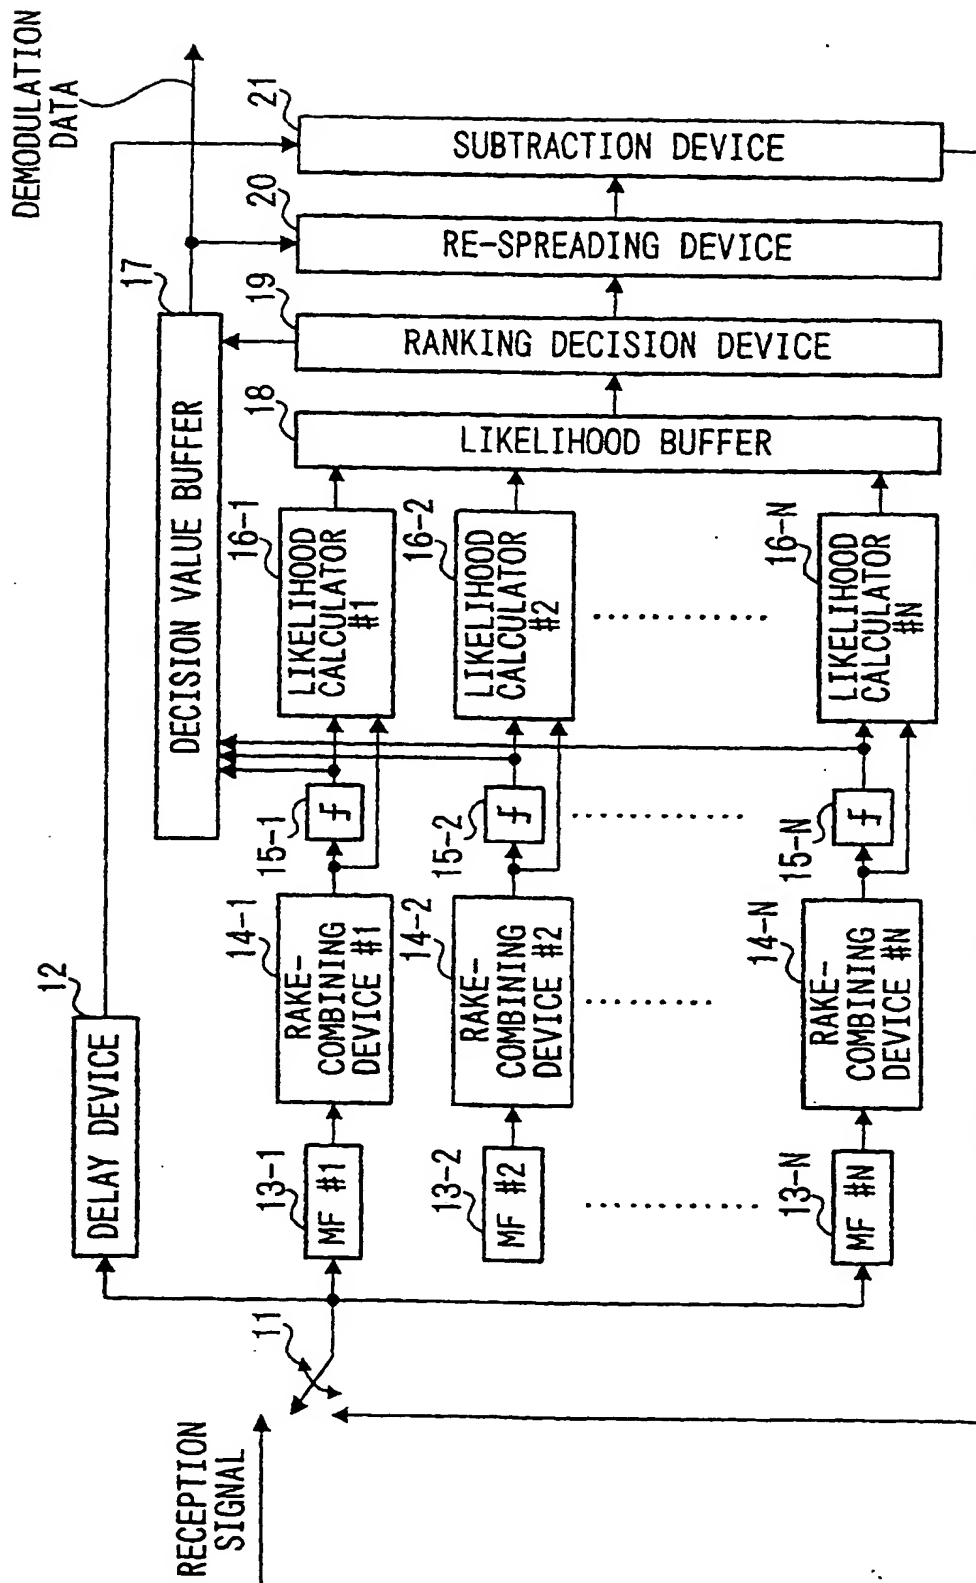 RECEPTION
SIGNAL
11
DELAY DEVICE
12
13-1
MF #1
13-2
MF #2
13-N
MF #N
14-1
RAKE-
COMBINING
DEVICE #1
14-2
RAKE-
COMBINING
DEVICE #2
14-N
RAKE-
COMBINING
DEVICE #N
15-1
15-2
15-N
DECISION VALUE BUFFER
17
16-1
LIKELIHOOD
CALCULATOR
#1
16-2
LIKELIHOOD
CALCULATOR
#2
16-N
LIKELIHOOD
CALCULATOR
#N
18
LIKELIHOOD BUFFER
19
RANKING DECISION DEVICE
20
RE-SPREADING DEVICE
21
SUBTRACTION DEVICE
DEMODULATION
DATA